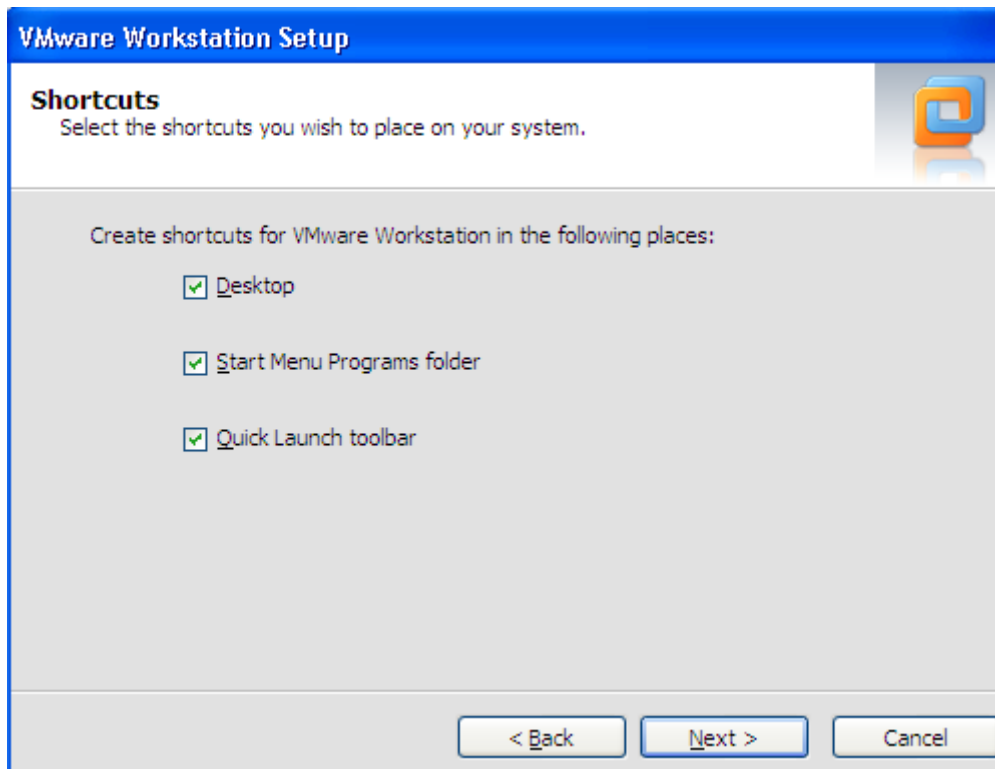 VMware Workstation Setup
Shortcuts
Select the shortcuts you wish to place on your system.
Create shortcuts for VMware Workstation in the following places:
Desktop
Start Menu Programs folder
Quick Launch toolbar
< Back Next > Cancel